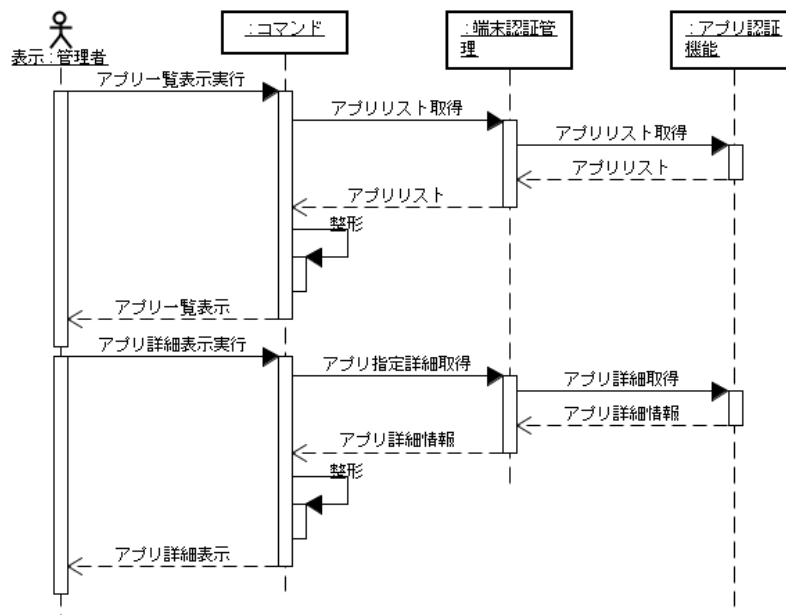 :コマンド
:端末認証管
理
:アプリ認証
機能
表示:管理者
アプリ一覧表示実行
アプリリスト取得
アプリリスト取得
アプリリスト
アプリリスト
整形
アプリ一覧表示
アプリ詳細表示実行
アプリ指定詳細取得
アプリ詳細取得
アプリ詳細情報
アプリ詳細情報
整形
アプリ詳細表示